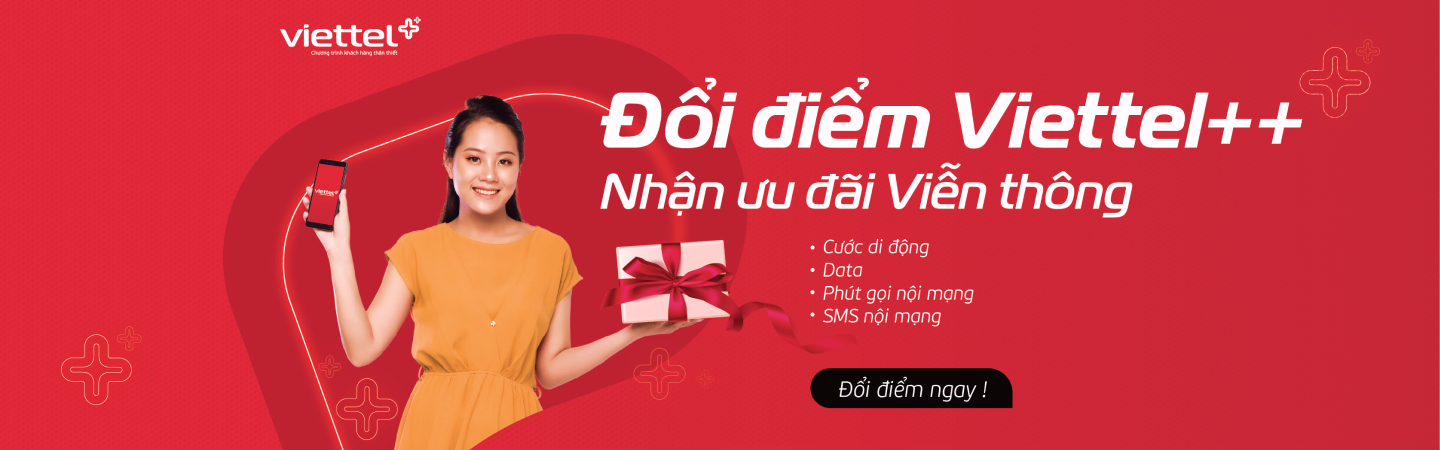 viettel++
Chương trình khách hàng thân thiết
viettel++
Đổi điểm Viettel++
Nhận ưu đãi Viễn thông
• Cước di động
• Data
• Phút gọi nội mạng
• SMS nội mạng
Đổi điểm ngay !